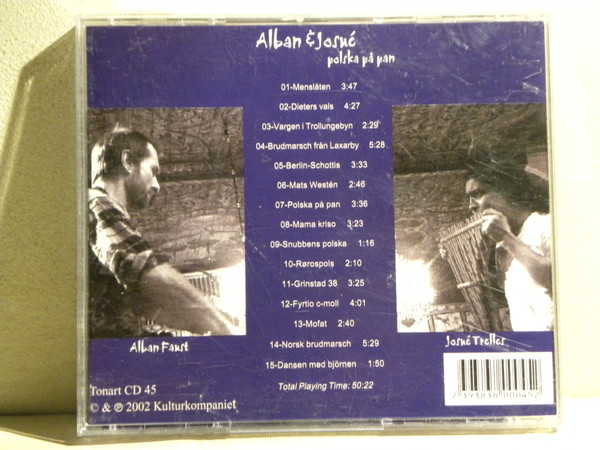 Alban & Josué
polska på pan
01-Menslåten 3:47
02-Dieters vals 4:27
03-Vargen i Trollungebyn 2:29
04-Brudmarsch från Laxarby 5:28
05-Berlin-Schottis 3:33
06-Mats Westén 2:46
07-Polska på pan 3:36
08-Mama kriso 3:23
09-Snubbens polska 1:16
10-Rørospols 2:10
11-Grinstad 38 3:25
12-Fyrtio c-moll 4:01
13-Mofat 2:40
14-Norsk brudmarsch 5:29
15-Dansen med björnen 1:50
Total Playing Time: 50:22
Alban Faust
Josué Trelles
Tonart CD 45
© & ℗ 2002 Kulturkompaniet
7 393838 000452